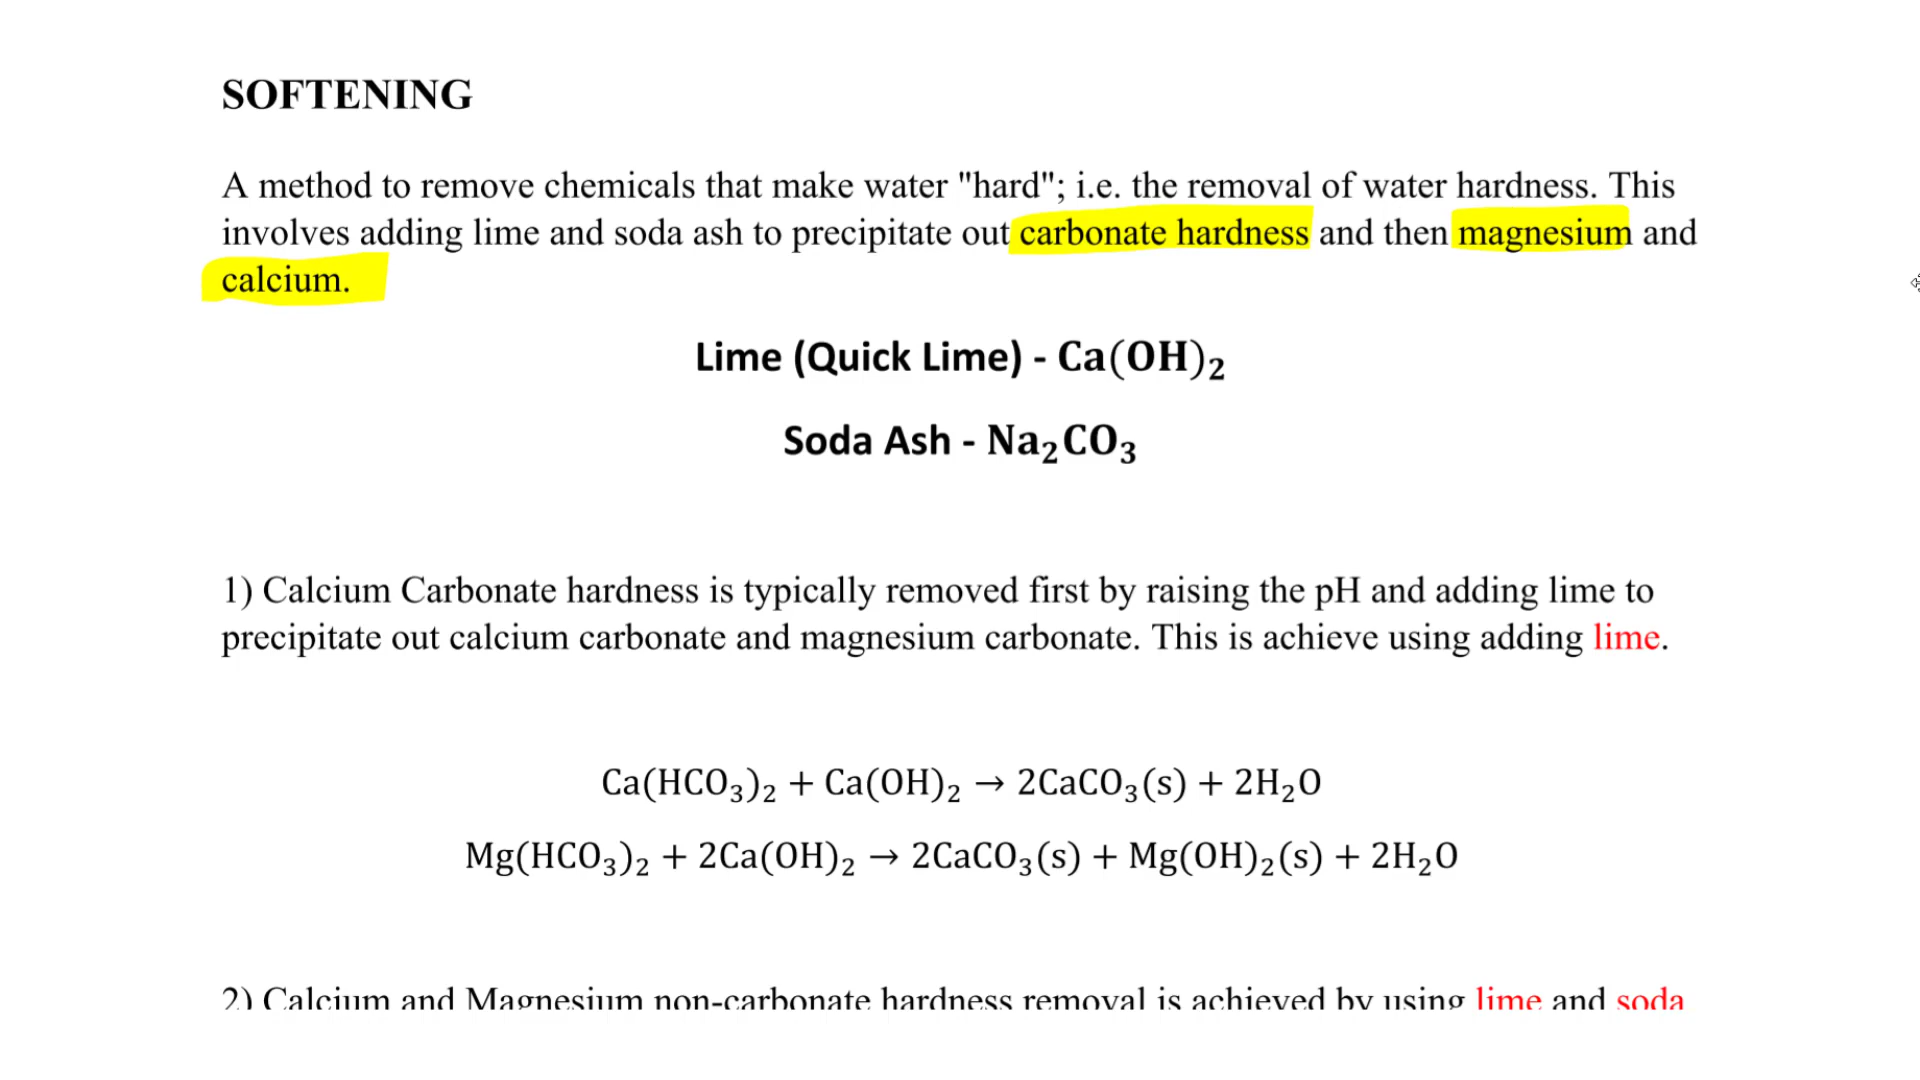 SOFTENING
A method to remove chemicals that make water "hard"; i.e. the removal of water hardness. This
involves adding lime and soda ash to precipitate out carbonate hardness and then magnesium and
calcium.
Lime (Quick Lime) - Ca(OH)₂
Soda Ash - Na₂CO₃
1) Calcium Carbonate hardness is typically removed first by raising the pH and adding lime to
precipitate out calcium carbonate and magnesium carbonate. This is achieve using adding lime.
Ca(HCO₃)₂ + Ca(OH)₂ → 2CaCO₃(s) + 2H₂O
Mg(HCO₃)₂ + 2Ca(OH)₂ → 2CaCO₃(s) + Mg(OH)₂(s) + 2H₂O
2) Calcium and Magnesium non-carbonate hardness removal is achieved by using lime and soda